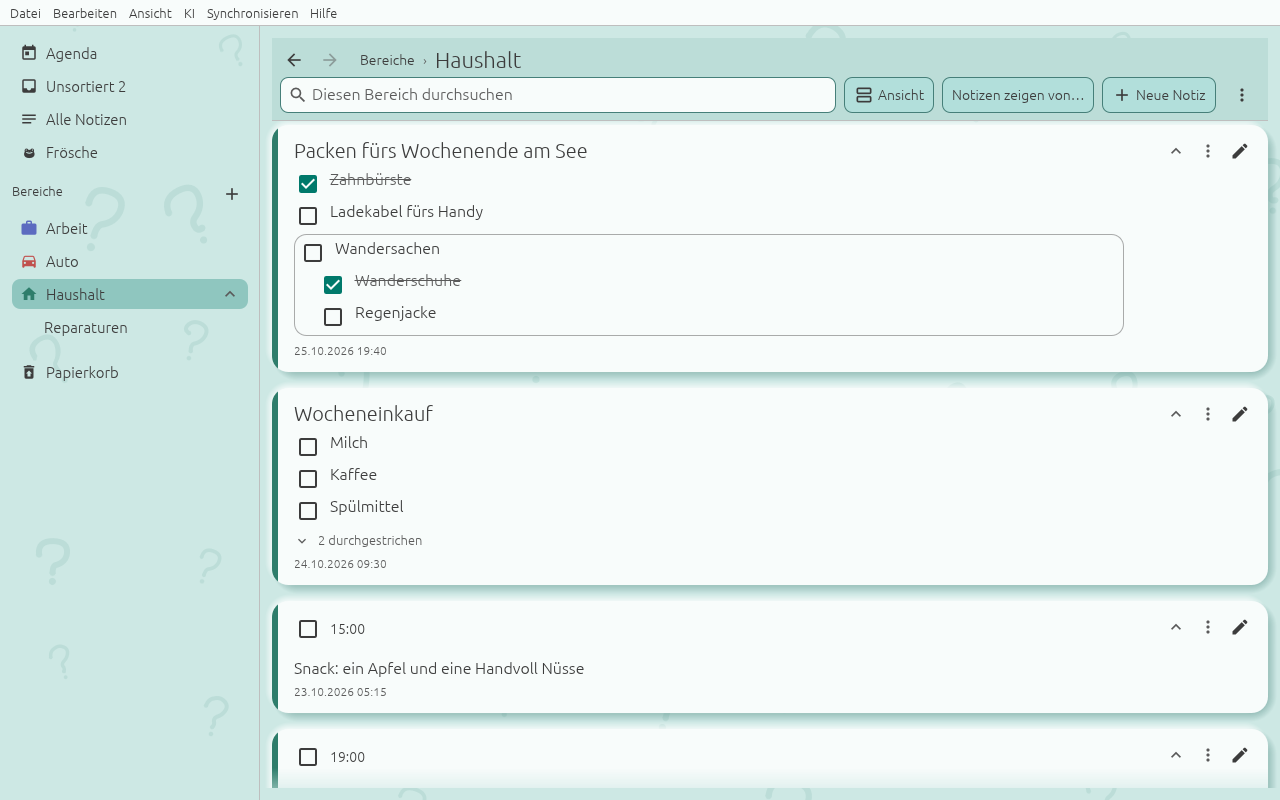 Datei Bearbeiten Ansicht KI Synchronisieren Hilfe
Agenda
Unsortiert 2
Alle Notizen
Frösche
Bereiche
Arbeit
Auto
Haushalt
Reparaturen
Papierkorb
Bereiche › Haushalt
Diesen Bereich durchsuchen
Ansicht
Notizen zeigen von…
Neue Notiz
Packen fürs Wochenende am See
Zahnbürste
Ladekabel fürs Handy
Wandersachen
Wanderschuhe
Regenjacke
25.10.2026 19:40
Wocheneinkauf
Milch
Kaffee
Spülmittel
2 durchgestrichen
24.10.2026 09:30
15:00
Snack: ein Apfel und eine Handvoll Nüsse
23.10.2026 05:15
19:00